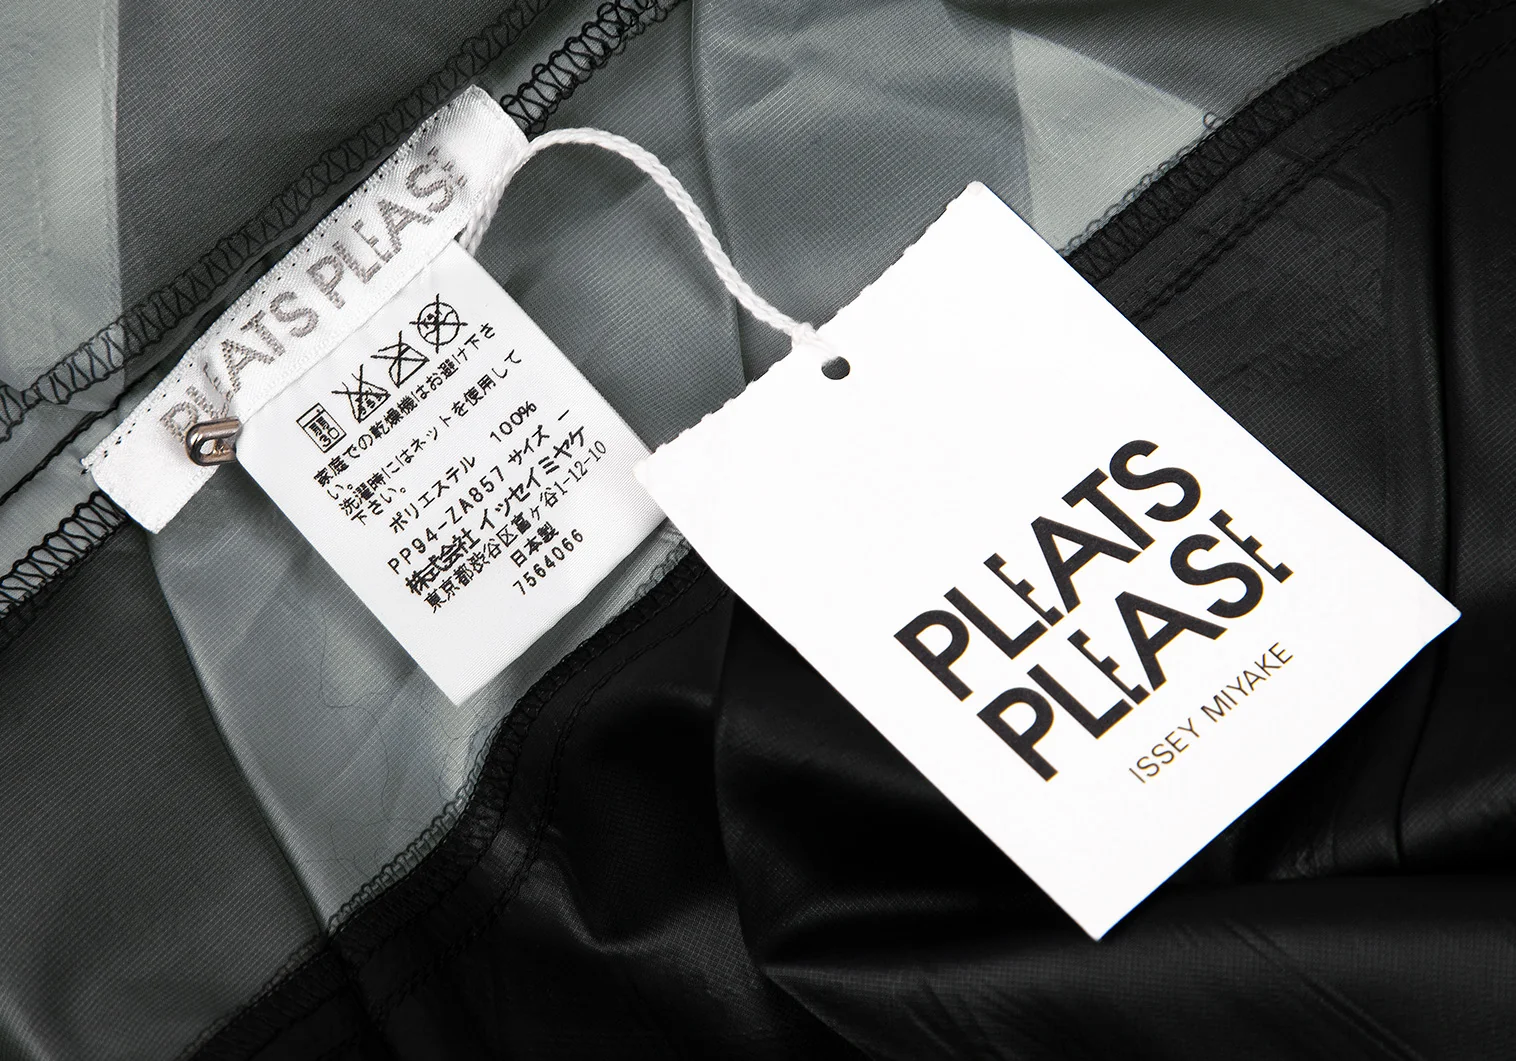 PLEATS PLEASE
弱
30
家庭での乾燥機はお避け下さ
い。
洗濯時にはネットを使用して
下さい。
ポリエステル 100%
PP94-ZA857 サイズ －
株式会社 イッセイミヤケ
東京都渋谷区富ヶ谷1-12-10
日本製
7564066
PLEATS
PLEASE
ISSEY MIYAKE